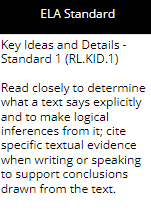 ELA Standard
Key Ideas and Details -
Standard 1 (RL.KID.1)
Read closely to determine
what a text says explicitly
and to make logical
inferences from it; cite
specific textual evidence
when writing or speaking
to support conclusions
drawn from the text.